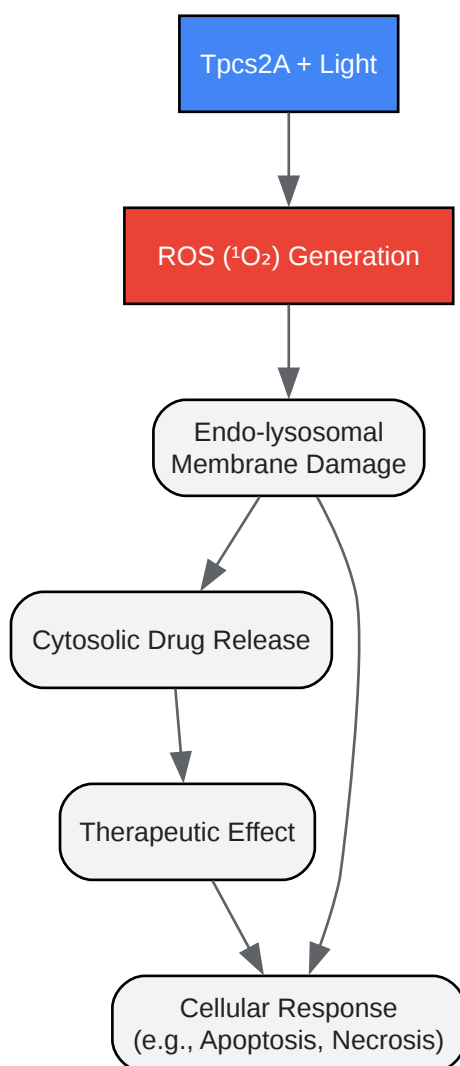 Tpcs2A + Light
ROS (¹O₂) Generation
Endo-lysosomal
Membrane Damage
Cytosolic Drug Release
Therapeutic Effect
Cellular Response
(e.g., Apoptosis, Necrosis)